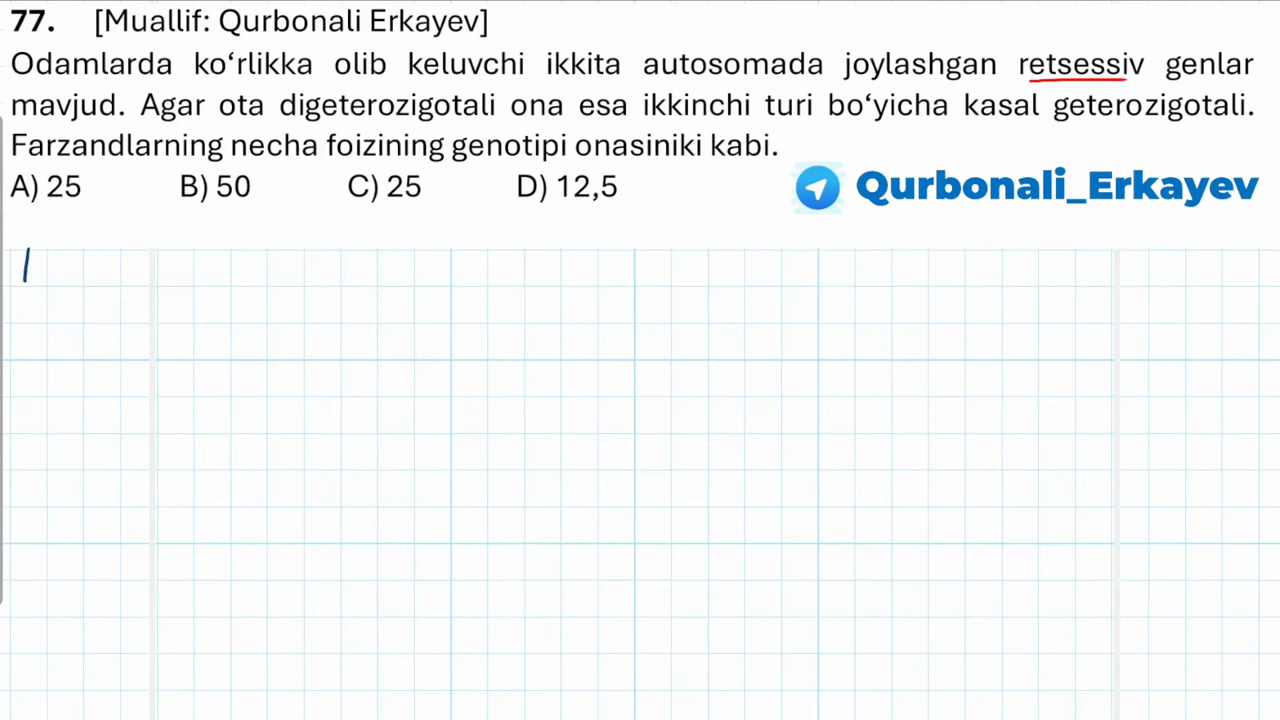 77. [Muallif: Qurbonali Erkayev]
Odamlarda ko‘rlikka olib keluvchi ikkita autosomada joylashgan retsessiv genlar
mavjud. Agar ota digeterozigotali ona esa ikkinchi turi bo‘yicha kasal geterozigotali.
Farzandlarning necha foizining genotipi onasiniki kabi.
A) 25 B) 50 C) 25 D) 12,5
Qurbonali_Erkayev